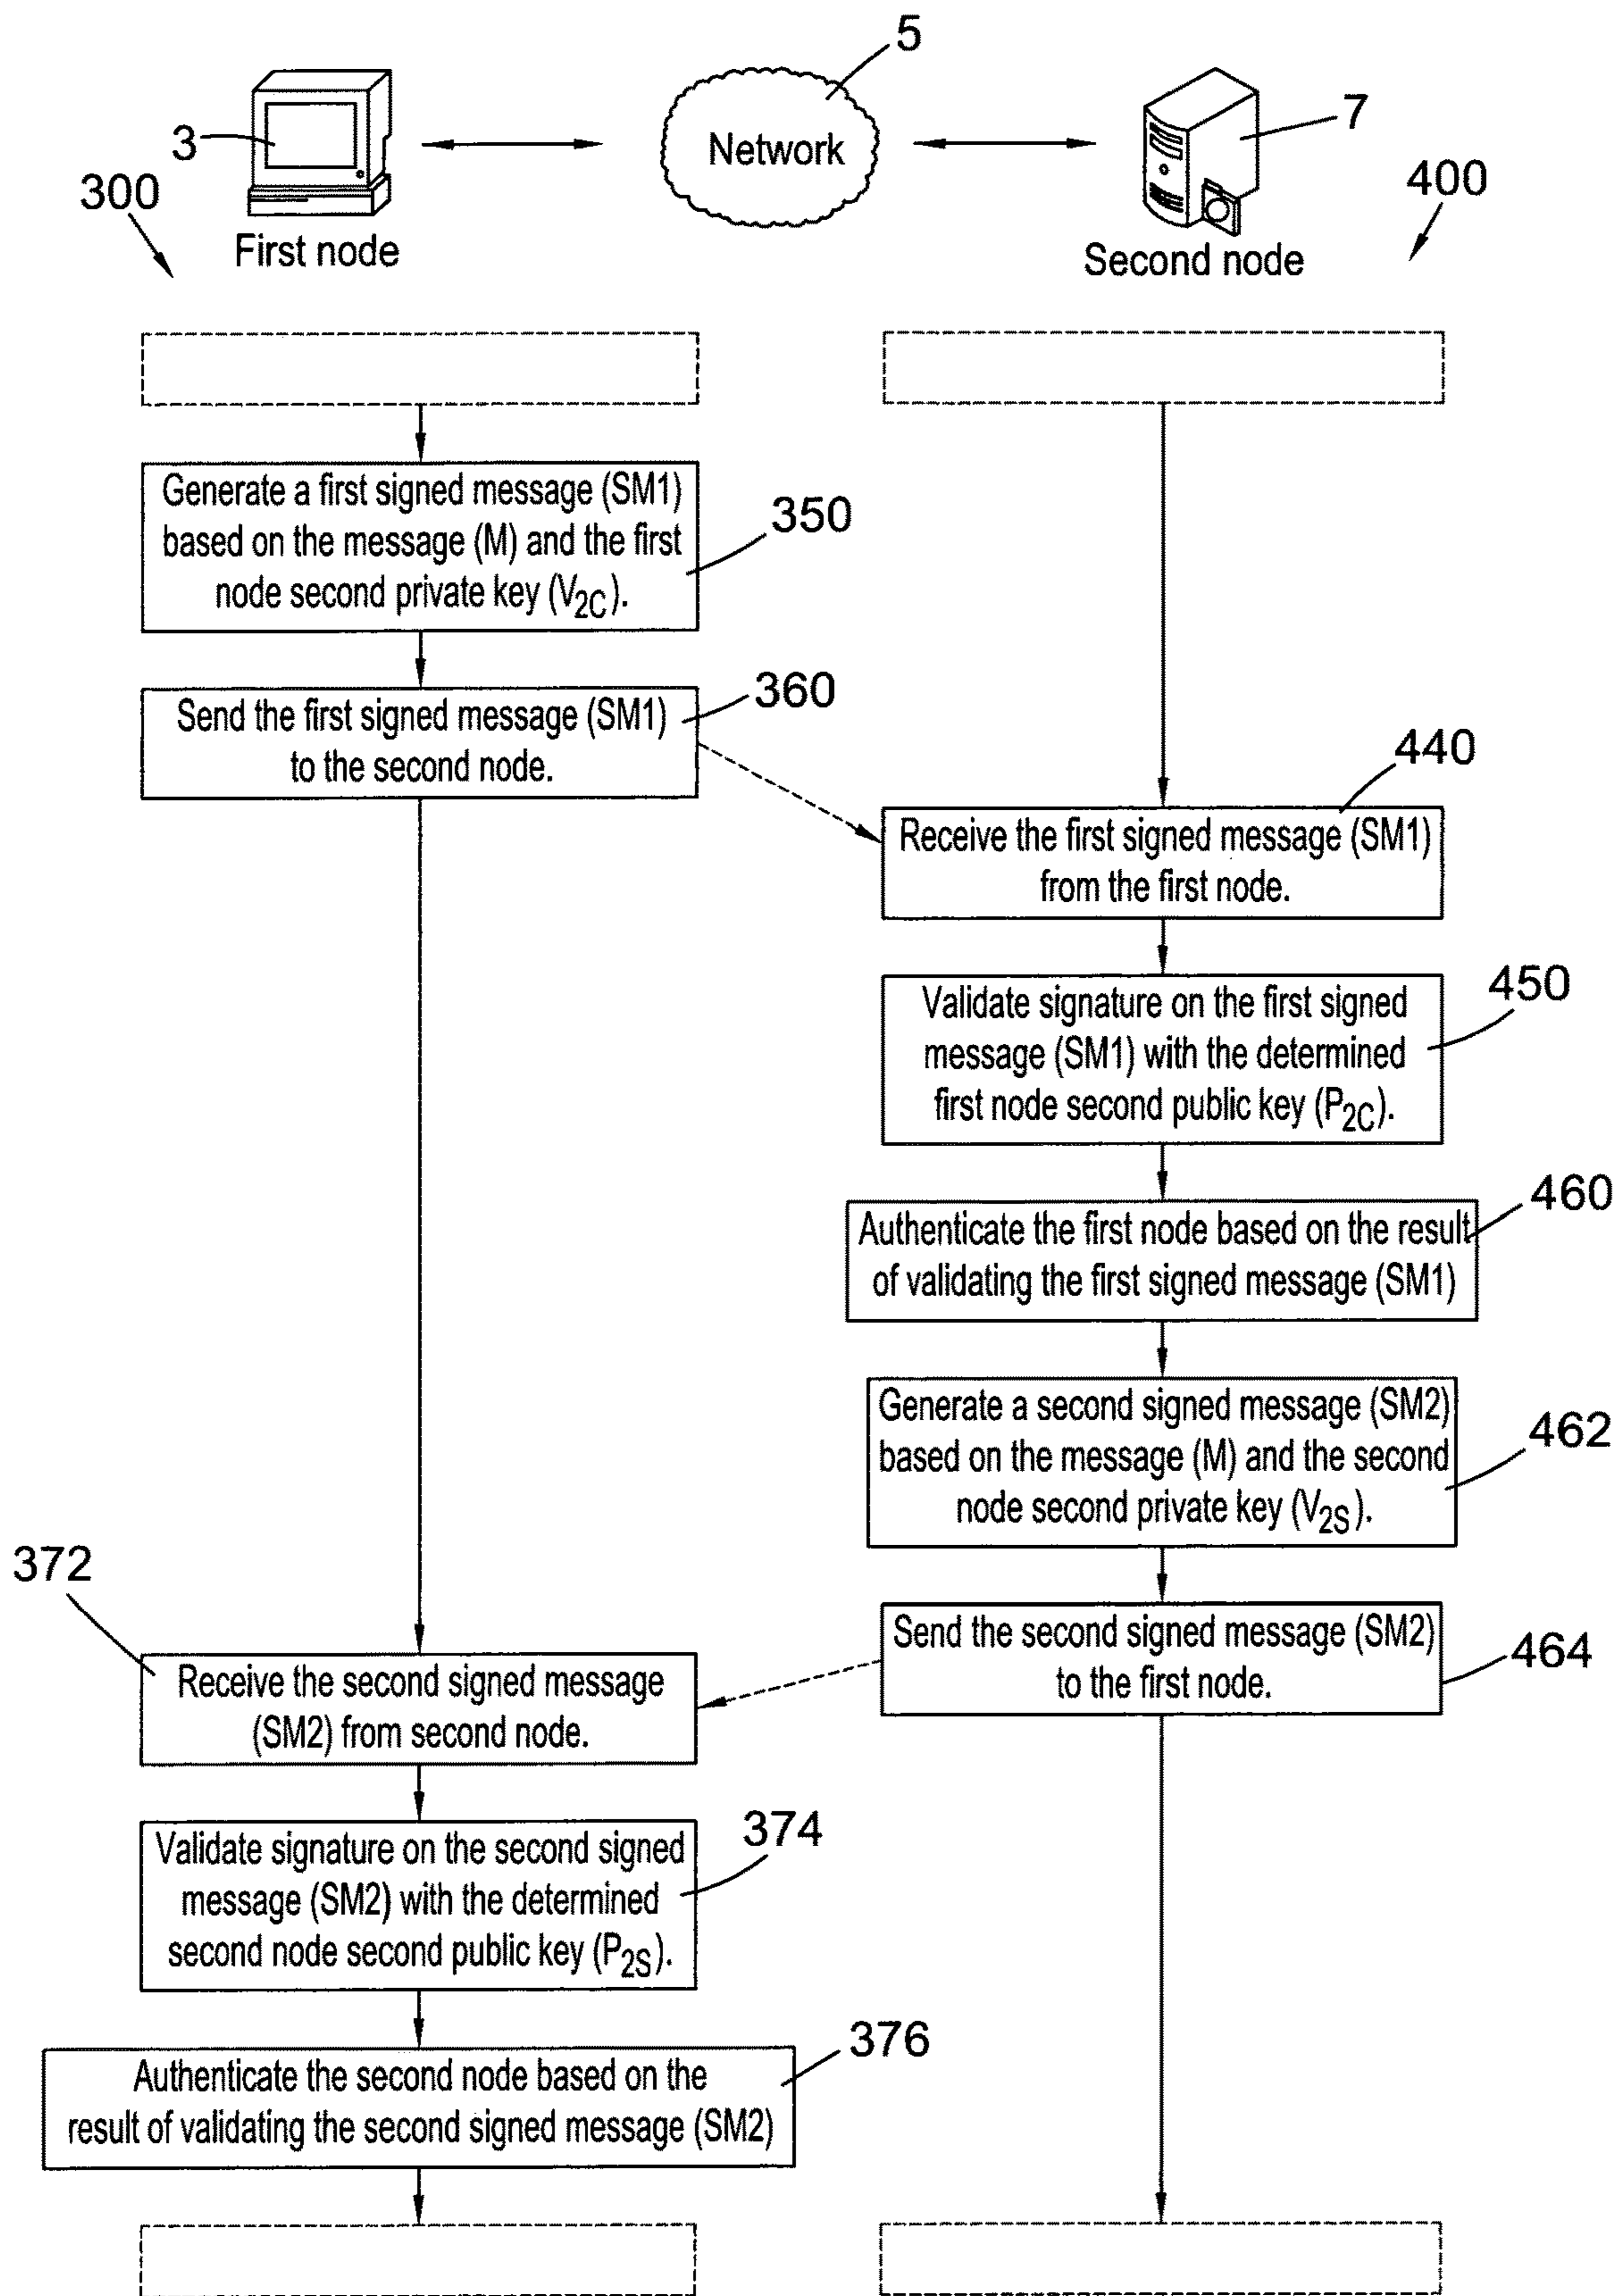 5
Network
3
7
300
400
First node
Second node
Generate a first signed message (SM1)
based on the message (M) and the first
node second private key (V2C).
350
Send the first signed message (SM1)
to the second node.
360
440
Receive the first signed message (SM1)
from the first node.
Validate signature on the first signed
message (SM1) with the determined
first node second public key (P2C).
450
460
Authenticate the first node based on the result
of validating the first signed message (SM1)
Generate a second signed message (SM2)
based on the message (M) and the second
node second private key (V2S).
462
Send the second signed message (SM2)
to the first node.
464
372
Receive the second signed message
(SM2) from second node.
Validate signature on the second signed
message (SM2) with the determined
second node second public key (P2S).
374
376
Authenticate the second node based on the
result of validating the second signed message (SM2)